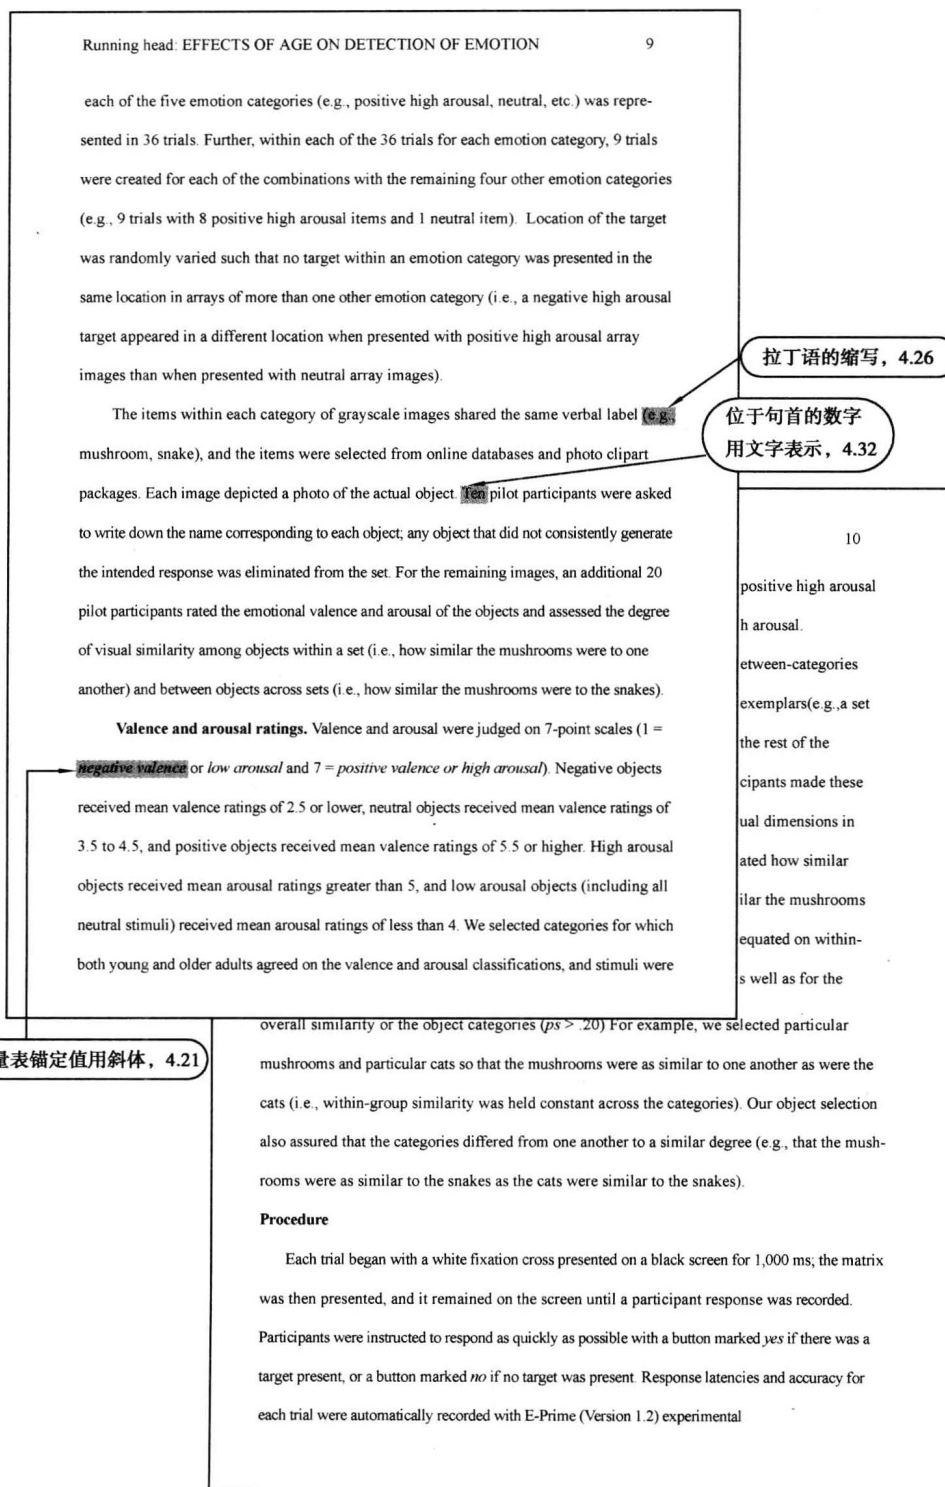 Running head: EFFECTS OF AGE ON DETECTION OF EMOTION 9
each of the five emotion categories (e.g., positive high arousal, neutral, etc.) was repre-
sented in 36 trials. Further, within each of the 36 trials for each emotion category, 9 trials
were created for each of the combinations with the remaining four other emotion categories
(e.g., 9 trials with 8 positive high arousal items and 1 neutral item). Location of the target
was randomly varied such that no target within an emotion category was presented in the
same location in arrays of more than one other emotion category (i.e., a negative high arousal
target appeared in a different location when presented with positive high arousal array
images than when presented with neutral array images).
The items within each category of grayscale images shared the same verbal label (e.g.,
mushroom, snake), and the items were selected from online databases and photo clipart
packages. Each image depicted a photo of the actual object. Ten pilot participants were asked
to write down the name corresponding to each object; any object that did not consistently generate
the intended response was eliminated from the set. For the remaining images, an additional 20
pilot participants rated the emotional valence and arousal of the objects and assessed the degree
of visual similarity among objects within a set (i.e., how similar the mushrooms were to one
another) and between objects across sets (i.e., how similar the mushrooms were to the snakes).
Valence and arousal ratings. Valence and arousal were judged on 7-point scales (1 =
negative valence or low arousal and 7 = positive valence or high arousal). Negative objects
received mean valence ratings of 2.5 or lower, neutral objects received mean valence ratings of
3.5 to 4.5, and positive objects received mean valence ratings of 5.5 or higher. High arousal
objects received mean arousal ratings greater than 5, and low arousal objects (including all
neutral stimuli) received mean arousal ratings of less than 4. We selected categories for which
both young and older adults agreed on the valence and arousal classifications, and stimuli were
拉丁语的缩写，4.26
位于句首的数字
用文字表示，4.32
量表锚定值用斜体，4.21
10
positive high arousal
h arousal.
etween-categories
exemplars(e.g.,a set
the rest of the
cipants made these
ual dimensions in
ated how similar
ilar the mushrooms
equated on within-
s well as for the
overall similarity or the object categories (ps > .20) For example, we selected particular
mushrooms and particular cats so that the mushrooms were as similar to one another as were the
cats (i.e., within-group similarity was held constant across the categories). Our object selection
also assured that the categories differed from one another to a similar degree (e.g., that the mush-
rooms were as similar to the snakes as the cats were similar to the snakes).
Procedure
Each trial began with a white fixation cross presented on a black screen for 1,000 ms; the matrix
was then presented, and it remained on the screen until a participant response was recorded.
Participants were instructed to respond as quickly as possible with a button marked yes if there was a
target present, or a button marked no if no target was present. Response latencies and accuracy for
each trial were automatically recorded with E-Prime (Version 1.2) experimental